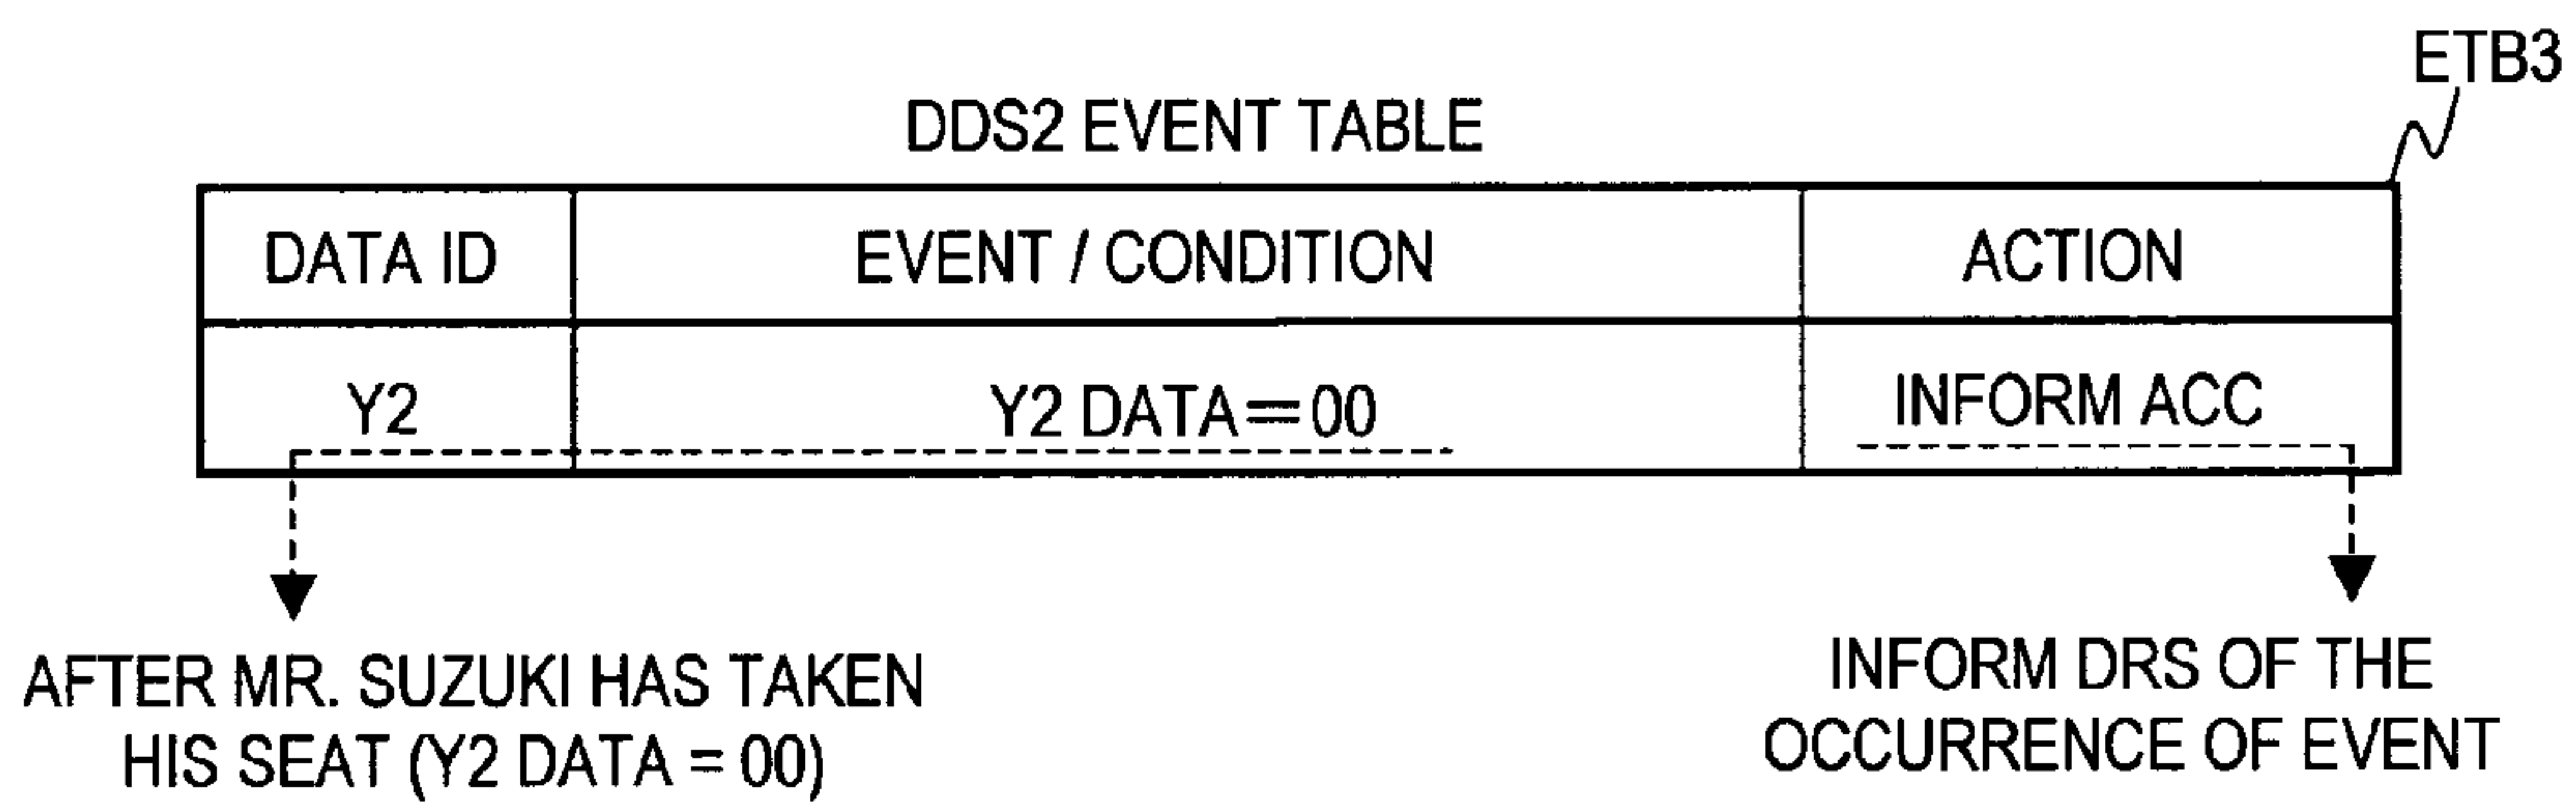 ETB3
DDS2 EVENT TABLE
DATA ID EVENT / CONDITION ACTION
Y2 Y2 DATA=00 INFORM ACC
AFTER MR. SUZUKI HAS TAKEN
HIS SEAT (Y2 DATA = 00)
INFORM DRS OF THE
OCCURRENCE OF EVENT